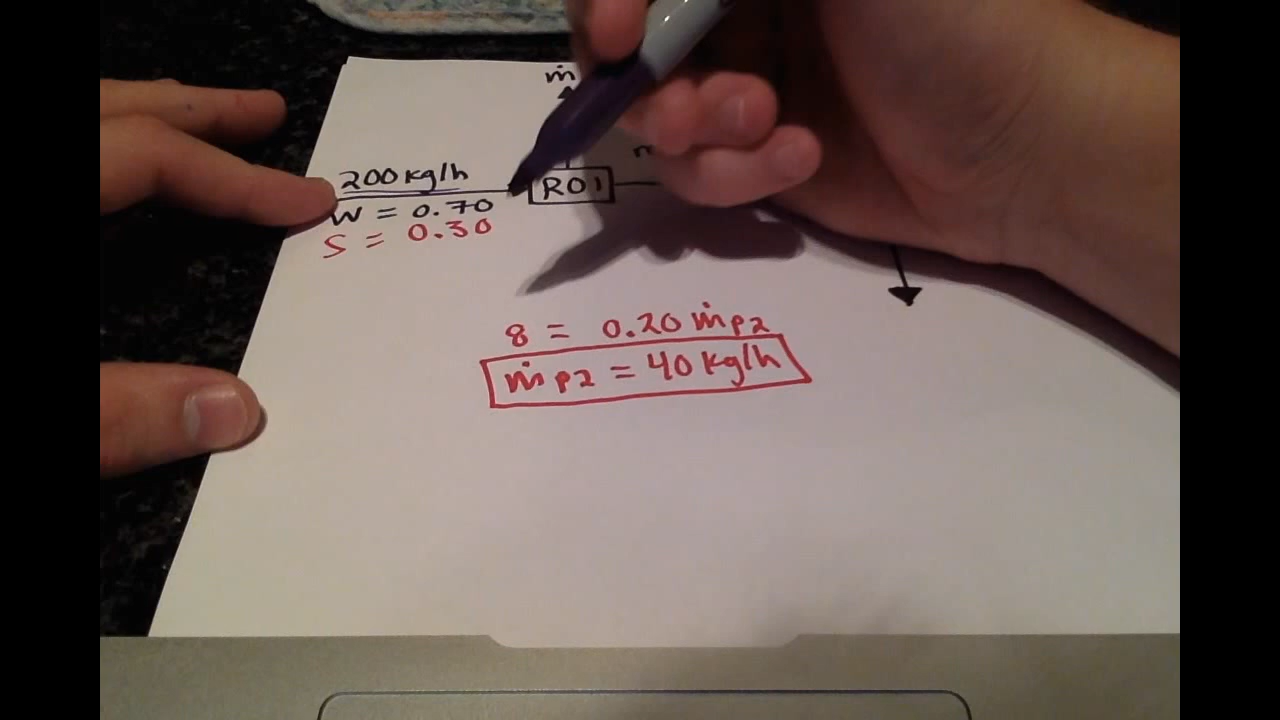 ṁ
200 kg/h
RO1
W = 0.70
S = 0.30
8 = 0.20 ṁP2
ṁP2 = 40 kg/h